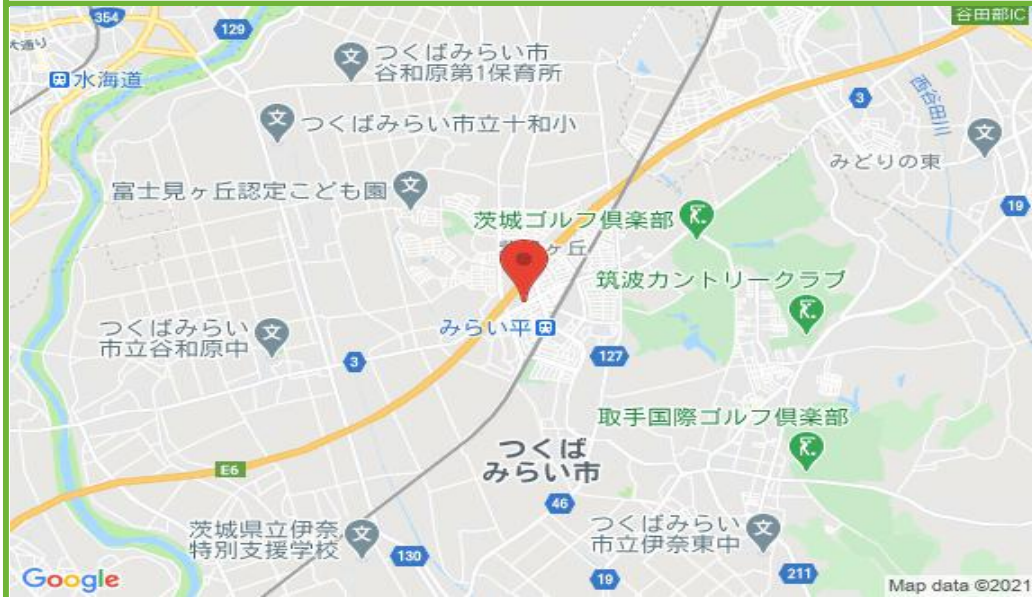 354
129
谷田部IC
つくばみらい市
谷和原第1保育所
水海道
3
西谷田川
つくばみらい市立十和小
みどりの東
富士見ヶ丘認定こども園
19
茨城ゴルフ倶楽部
ヶ丘
筑波カントリークラブ
つくばみらい
市立谷和原中
みらい平
3
127
取手国際ゴルフ倶楽部
つくば
みらい市
E6
46
茨城県立伊奈
特別支援学校
つくばみらい
市立伊奈東中
130
19
211
Google
Map data ©2021